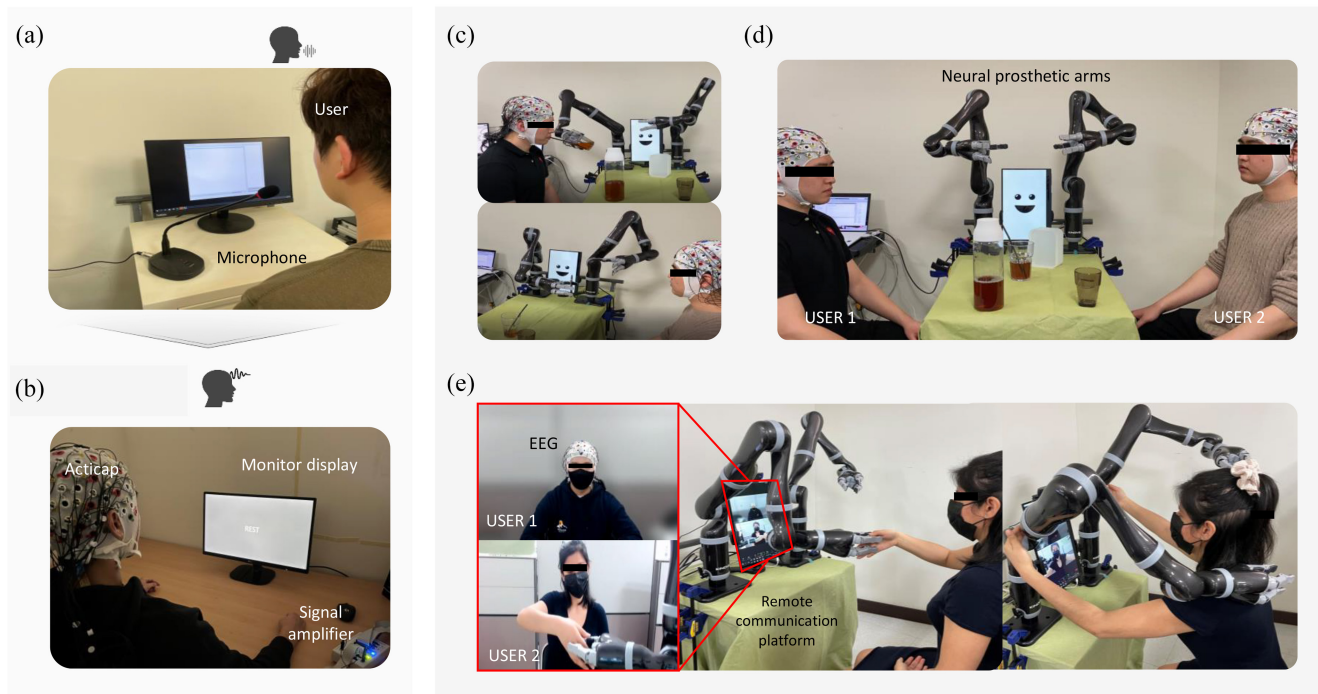 (a)
User
Microphone
(b)
Acticap
Monitor display
REST
Signal
amplifier
(c)
(d)
Neural prosthetic arms
USER 1
USER 2
(e)
EEG
USER 1
USER 2
Remote
communication
platform